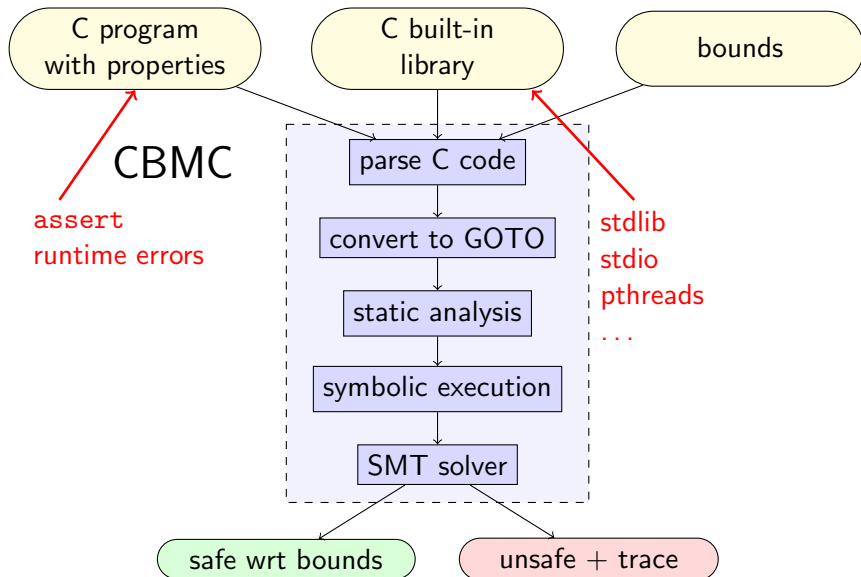 C program
with properties
C built-in
library
bounds
CBMC
parse C code
assert
runtime errors
convert to GOTO
stdlib
stdio
pthreads
...
static analysis
symbolic execution
SMT solver
safe wrt bounds
unsafe + trace